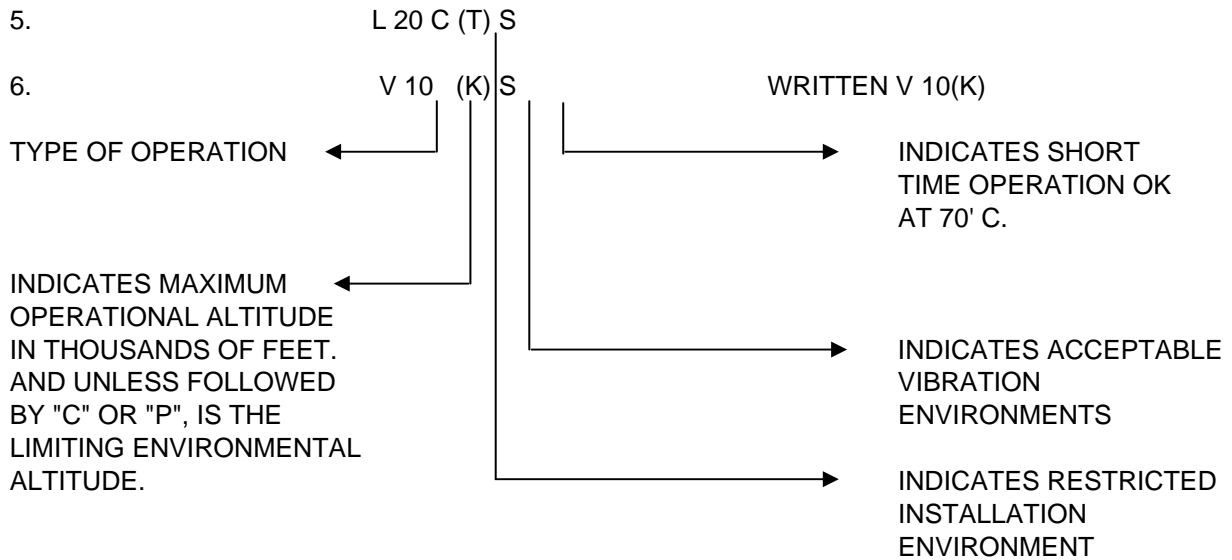 5. L 20 C (T) S
6. V 10 (K) S WRITTEN V 10(K)
TYPE OF OPERATION
INDICATES SHORT
TIME OPERATION OK
AT 70' C.
INDICATES MAXIMUM
OPERATIONAL ALTITUDE
IN THOUSANDS OF FEET.
AND UNLESS FOLLOWED
BY "C" OR "P", IS THE
LIMITING ENVIRONMENTAL
ALTITUDE.
INDICATES ACCEPTABLE
VIBRATION
ENVIRONMENTS
INDICATES RESTRICTED
INSTALLATION
ENVIRONMENT